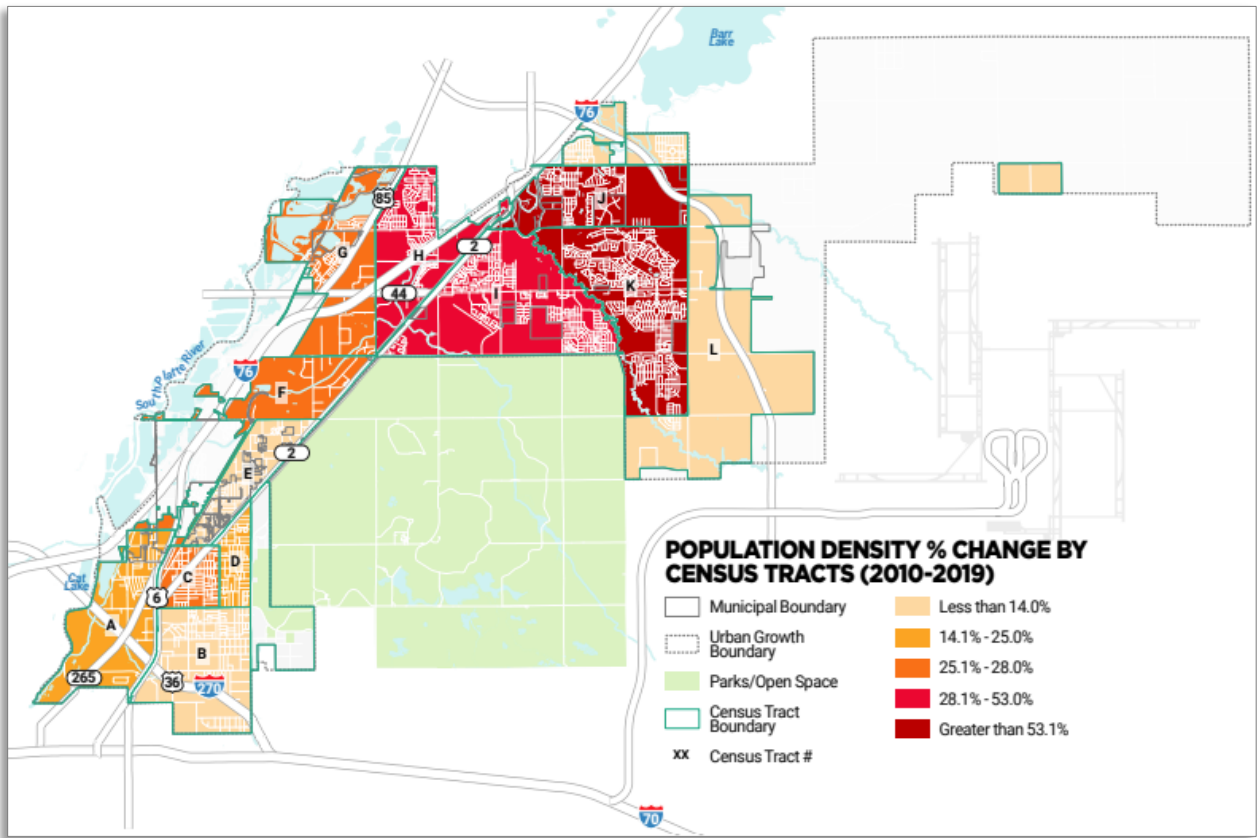 Barr
Lake
76
85
J
2
G
H
K
44
I
L
South Platte River
76
F
2
E
D
C
Cat
Lake
6
A
B
265
36
270
70
POPULATION DENSITY % CHANGE BY
CENSUS TRACTS (2010-2019)
Municipal Boundary
Urban Growth
Boundary
Parks/Open Space
Census Tract
Boundary
XX Census Tract #
Less than 14.0%
14.1% - 25.0%
25.1% - 28.0%
28.1% - 53.0%
Greater than 53.1%